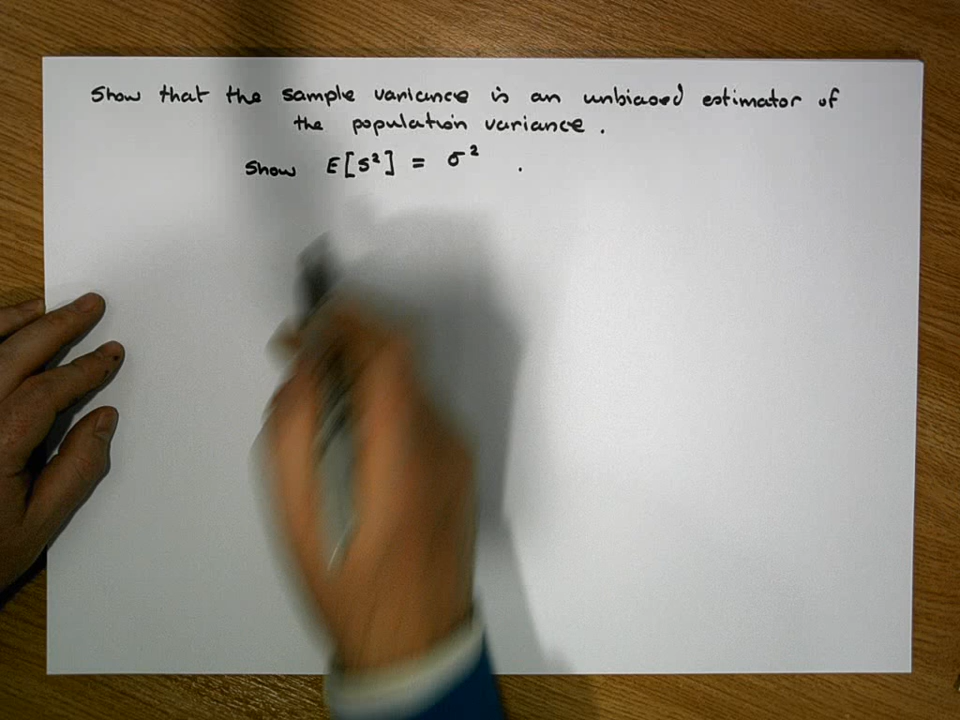 Show that the sample variance is an unbiased estimator of
the population variance .
Show E[S²] = σ² .